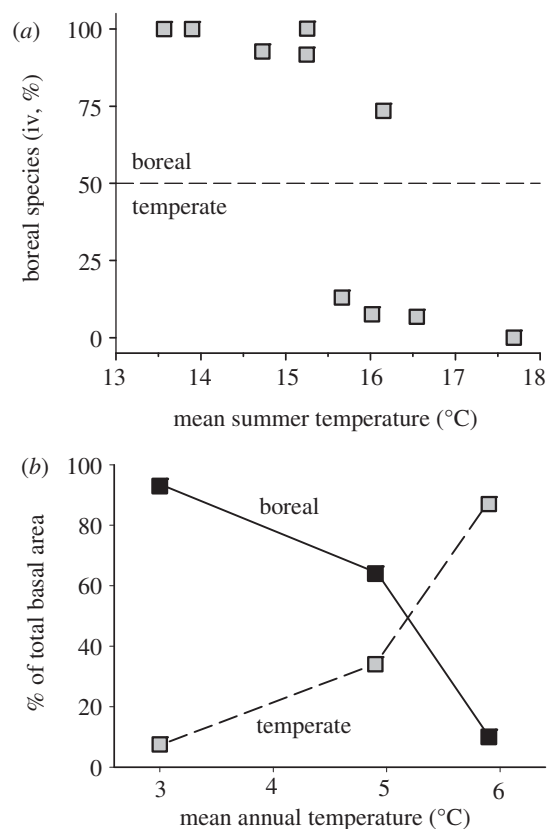 (a)
boreal species (iv, %)
100
75
50
25
0
boreal
temperate
13 14 15 16 17 18
mean summer temperature (°C)
(b)
% of total basal area
100
80
60
40
20
0
boreal
temperate
3 4 5 6
mean annual temperature (°C)